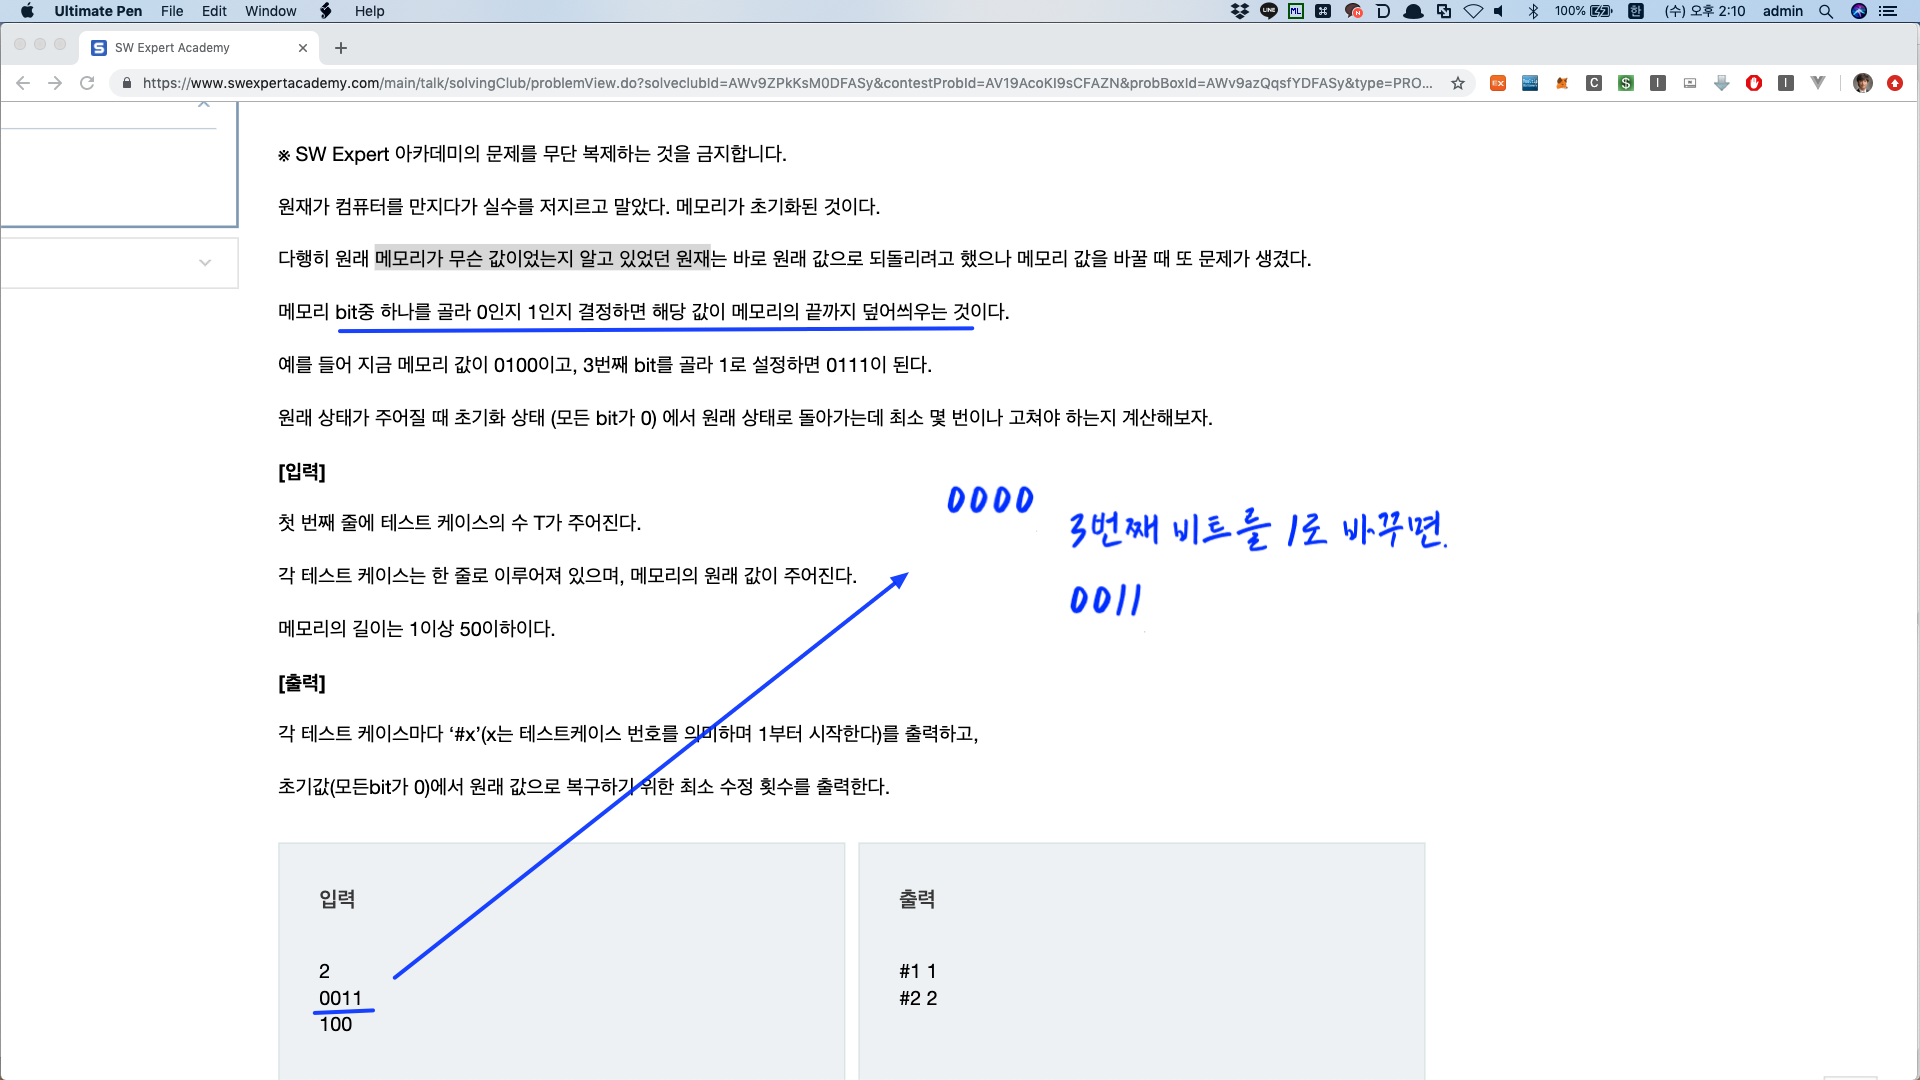 Ultimate Pen File Edit Window Help 100% 한 (수) 오후 2:10 admin
SW Expert Academy
https://www.swexpertacademy.com/main/talk/solvingClub/problemView.do?solveclubId=AWv9ZPkKsM0DFASy&contestProbId=AV19AcoKI9sCFAZN&probBoxId=AWv9azQqsfYDFASy&type=PRO...
※ SW Expert 아카데미의 문제를 무단 복제하는 것을 금지합니다.
원재가 컴퓨터를 만지다가 실수를 저지르고 말았다. 메모리가 초기화된 것이다.
다행히 원래 메모리가 무슨 값이었는지 알고 있었던 원재는 바로 원래 값으로 되돌리려고 했으나 메모리 값을 바꿀 때 또 문제가 생겼다.
메모리 bit중 하나를 골라 0인지 1인지 결정하면 해당 값이 메모리의 끝까지 덮어씌우는 것이다.
예를 들어 지금 메모리 값이 0100이고, 3번째 bit를 골라 1로 설정하면 0111이 된다.
원래 상태가 주어질 때 초기화 상태 (모든 bit가 0) 에서 원래 상태로 돌아가는데 최소 몇 번이나 고쳐야 하는지 계산해보자.
[입력]
0000
첫 번째 줄에 테스트 케이스의 수 T가 주어진다.
3번째 비트를 1로 바꾸면.
각 테스트 케이스는 한 줄로 이루어져 있으며, 메모리의 원래 값이 주어진다.
0011
메모리의 길이는 1이상 50이하이다.
[출력]
각 테스트 케이스마다 ‘#x’(x는 테스트케이스 번호를 의미하며 1부터 시작한다)를 출력하고,
초기값(모든bit가 0)에서 원래 값으로 복구하기 위한 최소 수정 횟수를 출력한다.
입력
2
0011
100
출력
#1 1
#2 2